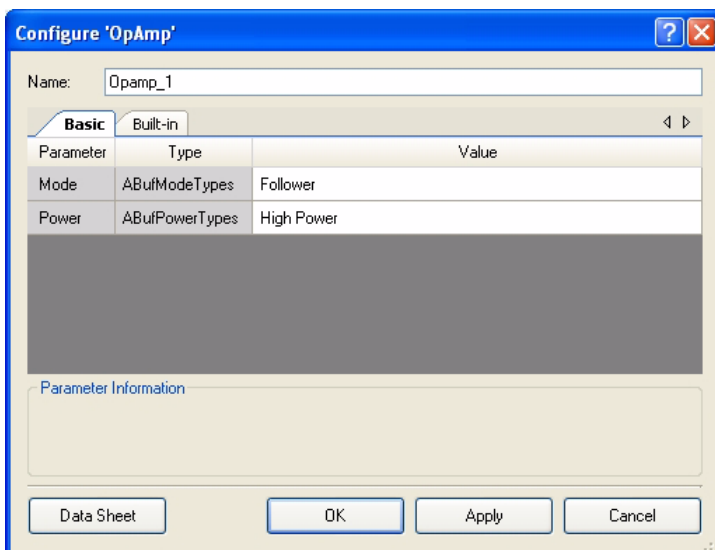 Configure 'OpAmp'
Name: Opamp_1
Basic Built-in
Parameter Type Value
Mode ABufModeTypes Follower
Power ABufPowerTypes High Power
Parameter Information
Data Sheet OK Apply Cancel